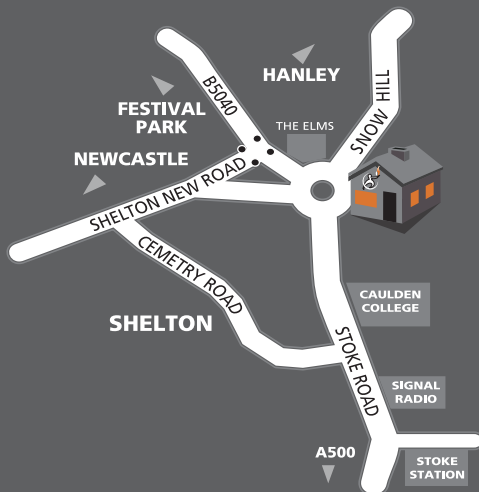 HANLEY
B5040
SNOW HILL
FESTIVAL
PARK
THE ELMS
NEWCASTLE
SHELTON NEW ROAD
CEMETRY ROAD
CAULDEN
COLLEGE
SHELTON
STOKE ROAD
SIGNAL
RADIO
A500
STOKE
STATION